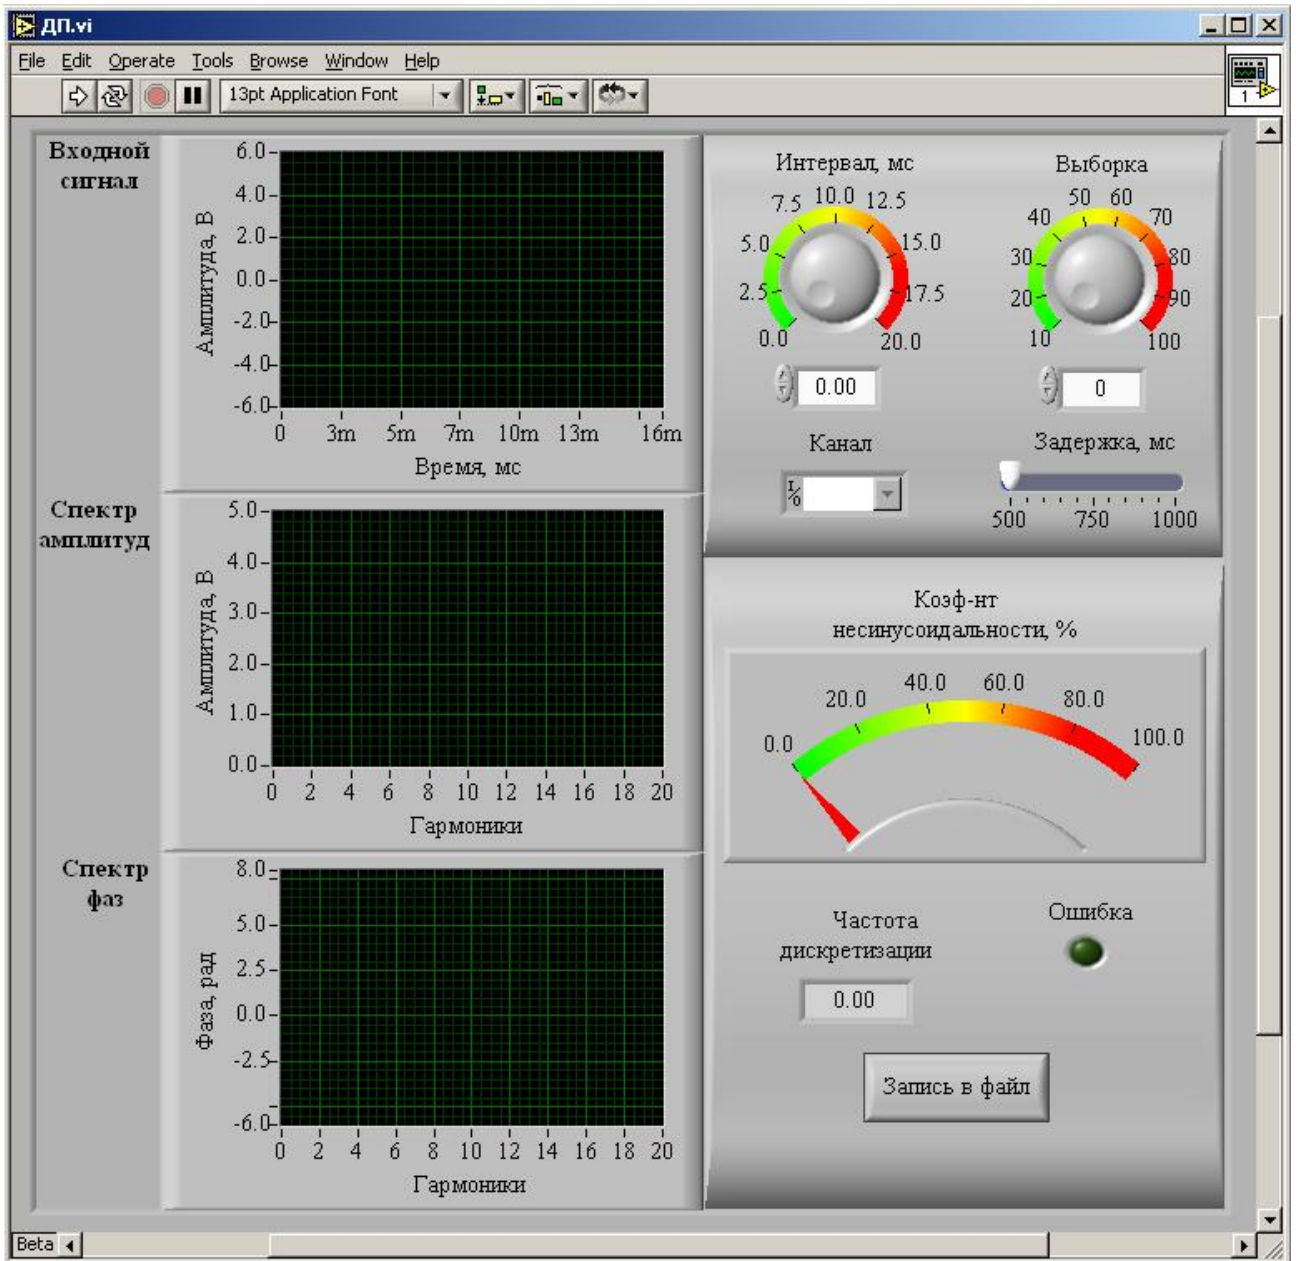 ДП.vi
File Edit Operate Tools Browse Window Help
13pt Application Font
1
Входной
сигнал
6.0
4.0
2.0
0.0
-2.0
-4.0
-6.0
Амплитуда, В
0 3m 5m 7m 10m 13m 16m
Время, мс
Спектр
амплитуд
5.0
4.0
3.0
2.0
1.0
0.0
Амплитуда, В
0 2 4 6 8 10 12 14 16 18 20
Гармоники
Спектр
фаз
8.0
5.0
2.5
0.0
-2.5
-6.0
Фаза, рад
0 2 4 6 8 10 12 14 16 18 20
Гармоники
Интервал, мс
0.0 2.5 5.0 7.5 10.0 12.5 15.0 17.5 20.0
0.00
Выборка
10 20 30 40 50 60 70 80 90 100
0
Канал
I/O
Задержка, мс
500 750 1000
Коэф-нт
несинусоидальности, %
0.0 20.0 40.0 60.0 80.0 100.0
Частота
дискретизации
0.00
Ошибка
Запись в файл
Beta